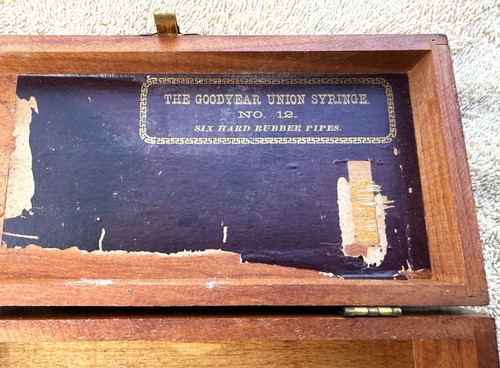 THE GOODYEAR UNION SYRINGE.
NO. 12.
SIX HARD RUBBER PIPES.